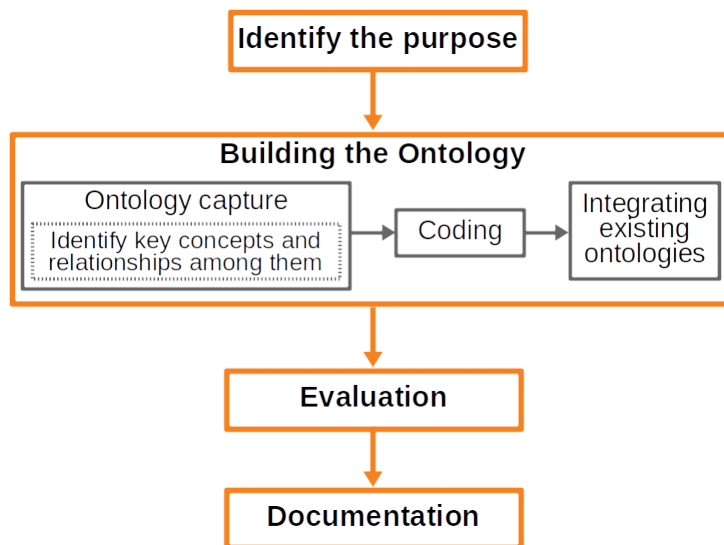 Identify the purpose
Building the Ontology
Ontology capture
Identify key concepts and
relationships among them
Coding
Integrating
existing
ontologies
Evaluation
Documentation